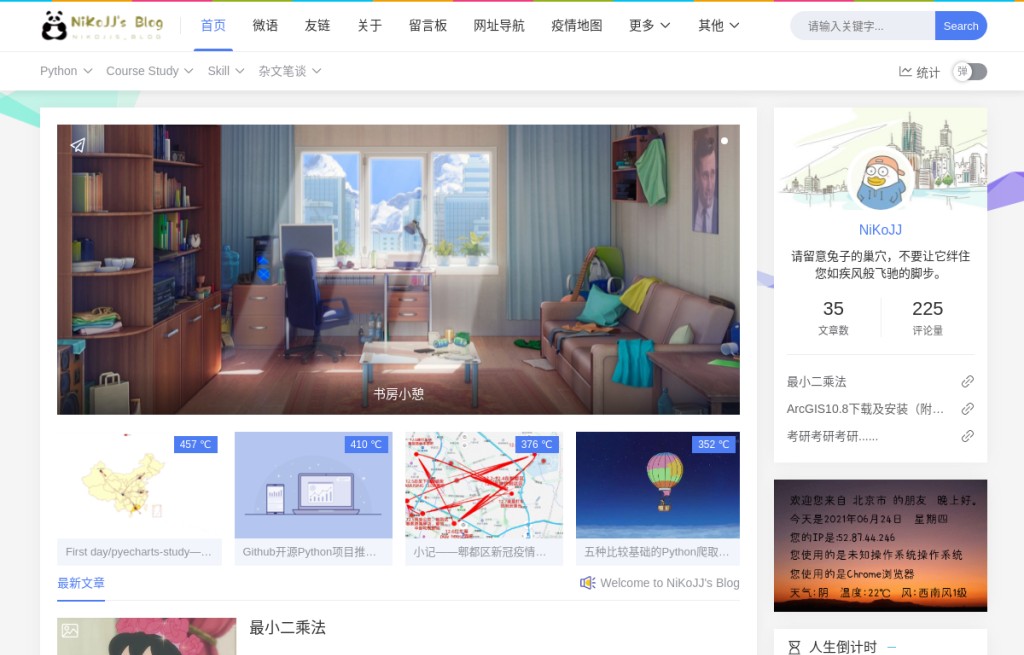 NiKoJJ's Blog
NIKOJJS_BLOG
首页
微语
友链
关于
留言板
网址导航
疫情地图
更多
其他
请输入关键字...
Search
Python
Course Study
Skill
杂文笔谈
统计
弹
书房小憩
457 ℃
410 ℃
376 ℃
352 ℃
First day/pyecharts-study—...
Github开源Python项目推...
小记——郫都区新冠疫情...
五种比较基础的Python爬取...
最新文章
Welcome to NiKoJJ's Blog
最小二乘法
NiKoJJ
请留意兔子的巢穴，不要让它绊住
您如疾风般飞驰的脚步。
35
225
文章数
评论量
最小二乘法
ArcGIS10.8下载及安装（附...
考研考研考研......
欢迎您来自 北京市 的朋友 晚上好。
今天是2021年06月24日 星期四
您的IP是:52.87.44.246
您使用的是未知操作系统操作系统
您使用的是Chrome浏览器
天气:阴 温度:22℃ 风:西南风1级
人生倒计时